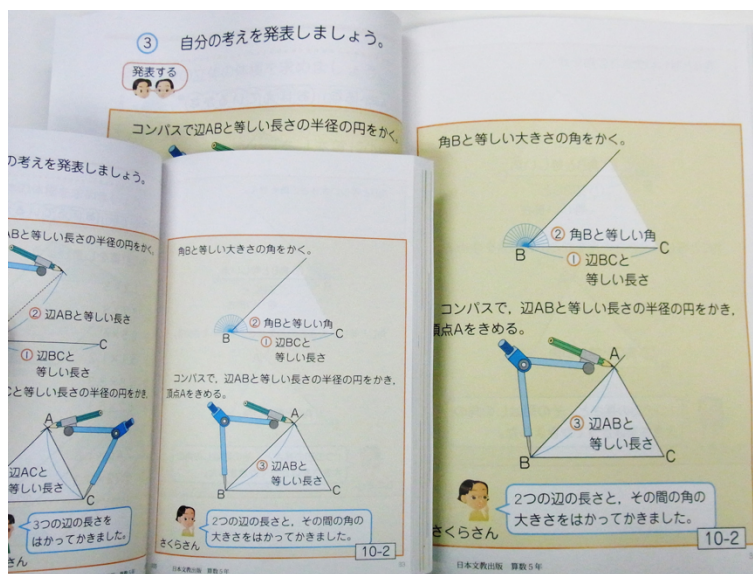 ③ 自分の考えを発表しましょう。
発表する
コンパスで辺ABと等しい長さの半径の円をかく。
角Bと等しい大きさの角をかく。
② 角Bと等しい角
B
C
① 辺BCと
等しい長さ
コンパスで，辺ABと等しい長さの半径の円をかき，
頂点Aをきめる。
A
③ 辺ABと
等しい長さ
B
C
2つの辺の長さと，その間の角の
大きさをはかってかきました。
さくらさん
10-2
日本文教出版 算数5年
の考えを発表しましょう。
ABと等しい長さの半径の円をかく。
② 辺ABと等しい長さ
C
① 辺BCと
等しい長さ
Cと等しい長さの半径の円をかき
A
辺ACと
等しい長さ
C
3つの辺の長さを
はかってかきました。
さん
角Bと等しい大きさの角をかく。
② 角Bと等しい角
B
C
① 辺BCと
等しい長さ
コンパスで，辺ABと等しい長さの半径の円をかき，
頂点Aをきめる。
A
③ 辺ABと
等しい長さ
B
C
2つの辺の長さと，その間の角の
大きさをはかってかきました。
さくらさん
10-2
日本文教出版 算数5年